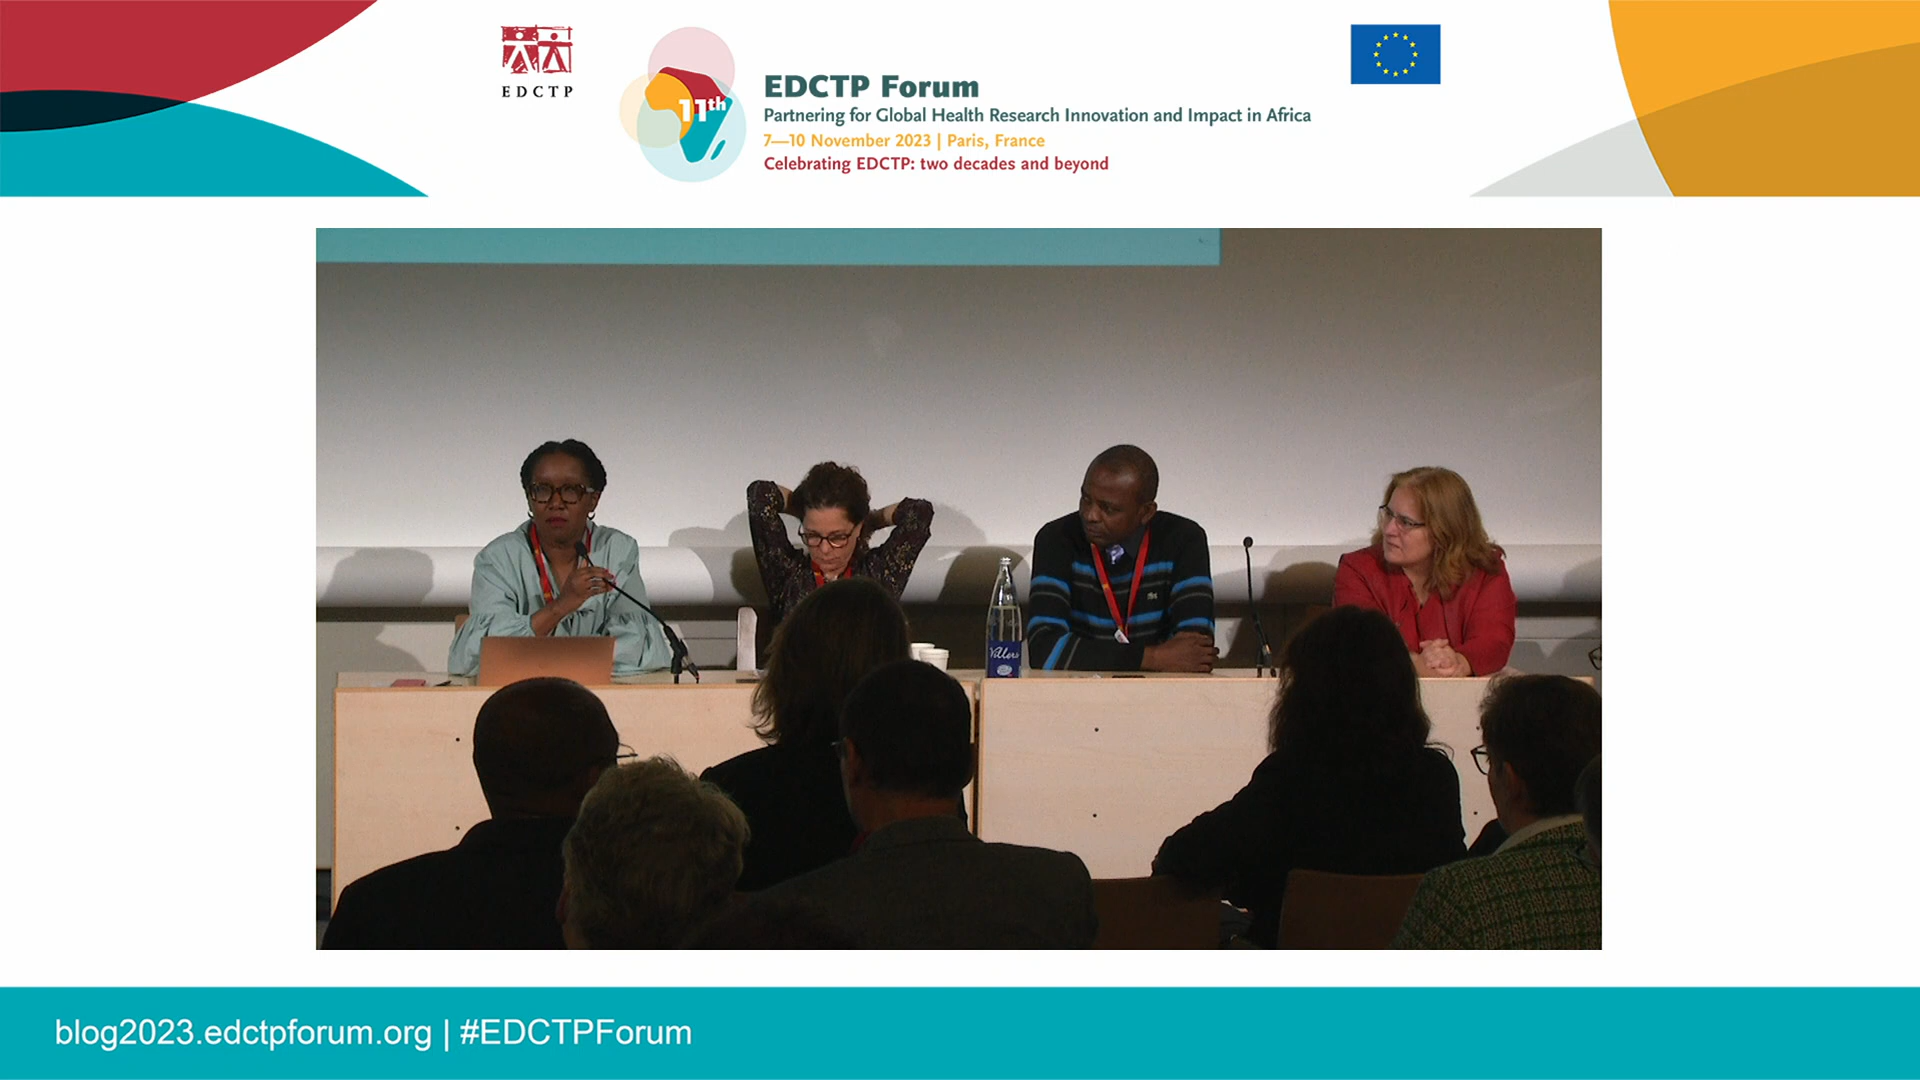 EDCTP
11th
EDCTP Forum
Partnering for Global Health Research Innovation and Impact in Africa
7—10 November 2023 | Paris, France
Celebrating EDCTP: two decades and beyond
Villers
blog2023.edctpforum.org | #EDCTPForum